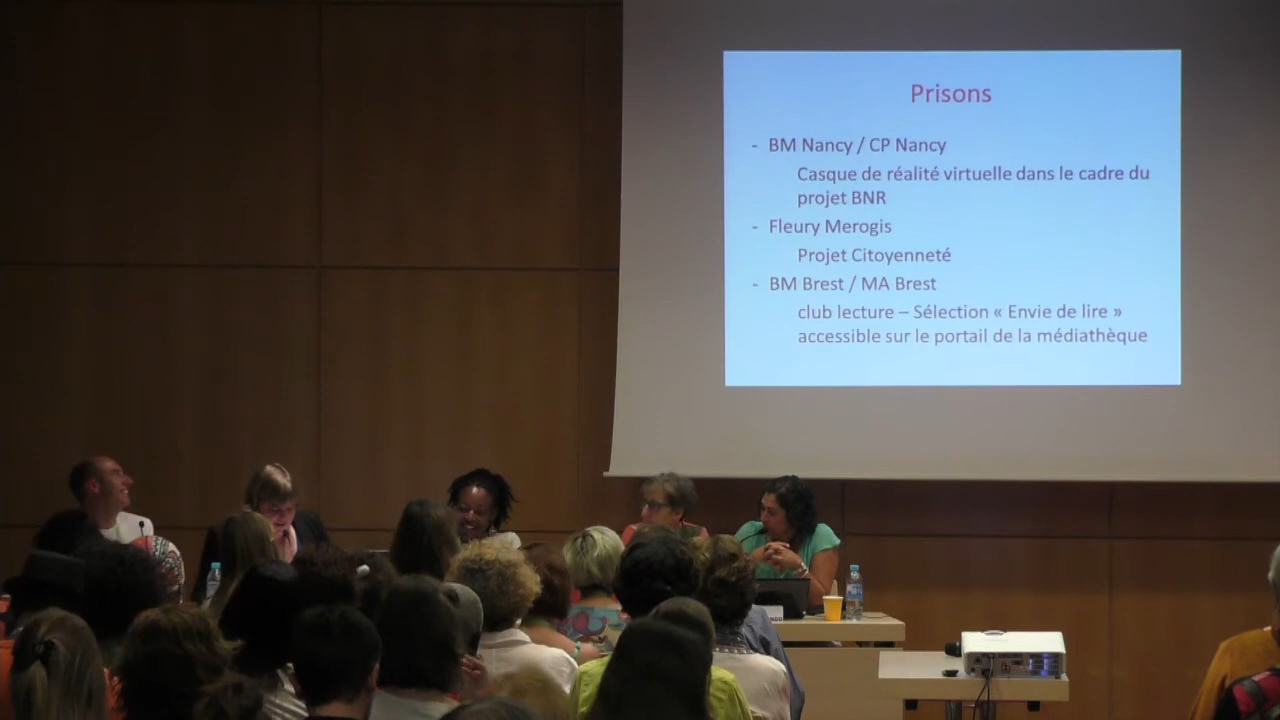 Prisons
- BM Nancy / CP Nancy
Casque de réalité virtuelle dans le cadre du
projet BNR
- Fleury Merogis
Projet Citoyenneté
- BM Brest / MA Brest
club lecture – Sélection « Envie de lire »
accessible sur le portail de la médiathèque